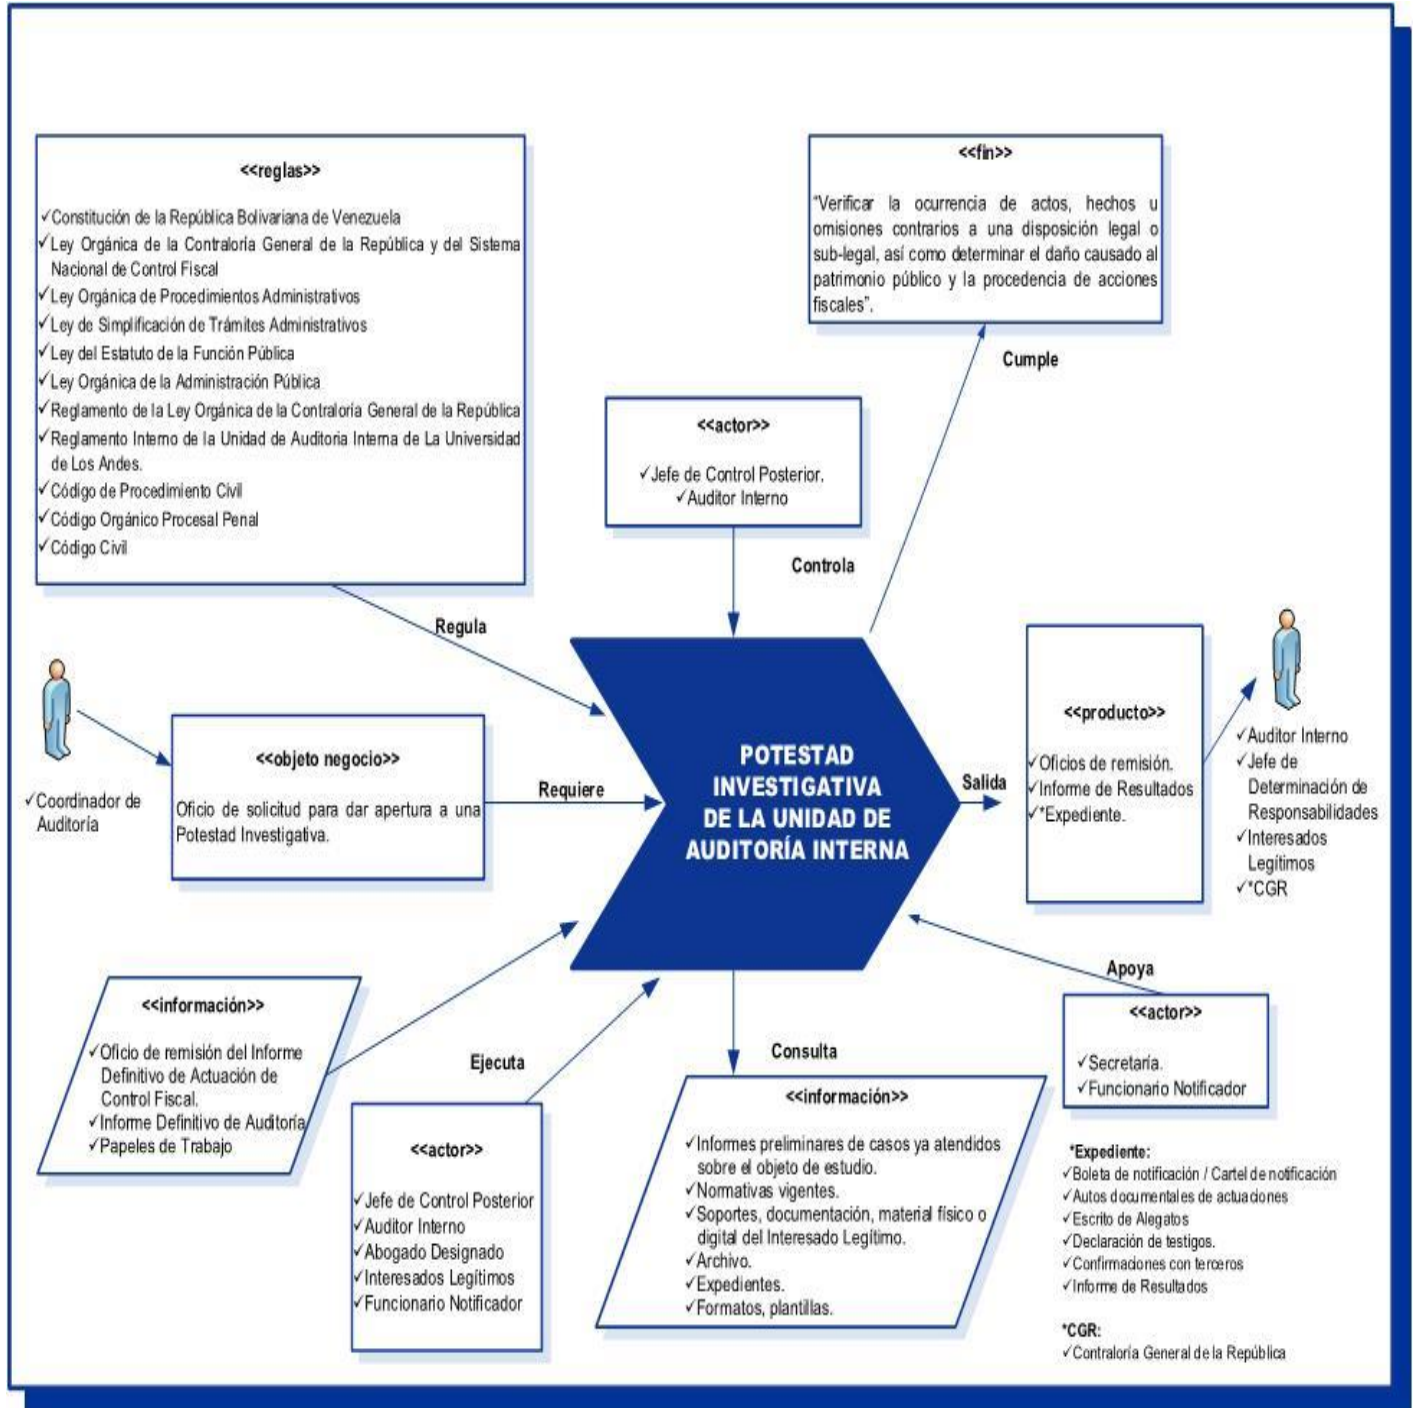 <<reglas>>
✓Constitución de la República Bolivariana de Venezuela
✓Ley Orgánica de la Contraloría General de la República y del Sistema
Nacional de Control Fiscal
✓Ley Orgánica de Procedimientos Administrativos
✓Ley de Simplificación de Trámites Administrativos
✓Ley del Estatuto de la Función Pública
✓Ley Orgánica de la Administración Pública
✓Reglamento de la Ley Orgánica de la Contraloría General de la República
✓Reglamento Interno de la Unidad de Auditoria Interna de La Universidad
de Los Andes.
✓Código de Procedimiento Civil
✓Código Orgánico Procesal Penal
✓Código Civil
<<fin>>
"Verificar la ocurrencia de actos, hechos u
omisiones contrarios a una disposición legal o
sub-legal, así como determinar el daño causado al
patrimonio público y la procedencia de acciones
fiscales".
Cumple
<<actor>>
✓Jefe de Control Posterior.
✓Auditor Interno
Controla
Regula
✓Coordinador de
Auditoría
<<objeto negocio>>
Oficio de solicitud para dar apertura a una
Potestad Investigativa.
Requiere
POTESTAD
INVESTIGATIVA
DE LA UNIDAD DE
AUDITORÍA INTERNA
Salida
<<producto>>
✓Oficios de remisión.
✓Informe de Resultados
✓*Expediente.
✓Auditor Interno
✓Jefe de
Determinación de
Responsabilidades
✓Interesados
Legítimos
✓*CGR
<<información>>
✓Oficio de remisión del Informe
Definitivo de Actuación de
Control Fiscal.
✓Informe Definitivo de Auditoría
✓Papeles de Trabajo
Ejecuta
<<actor>>
✓Jefe de Control Posterior
✓Auditor Interno
✓Abogado Designado
✓Interesados Legítimos
✓Funcionario Notificador
Consulta
<<información>>
✓Informes preliminares de casos ya atendidos
sobre el objeto de estudio.
✓Normativas vigentes.
✓Soportes, documentación, material físico o
digital del Interesado Legítimo.
✓Archivo.
✓Expedientes.
✓Formatos, plantillas.
Apoya
<<actor>>
✓Secretaría.
✓Funcionario Notificador
*Expediente:
✓Boleta de notificación / Cartel de notificación
✓Autos documentales de actuaciones
✓Escrito de Alegatos
✓Declaración de testigos.
✓Confirmaciones con terceros
✓Informe de Resultados
*CGR:
✓Contraloría General de la República